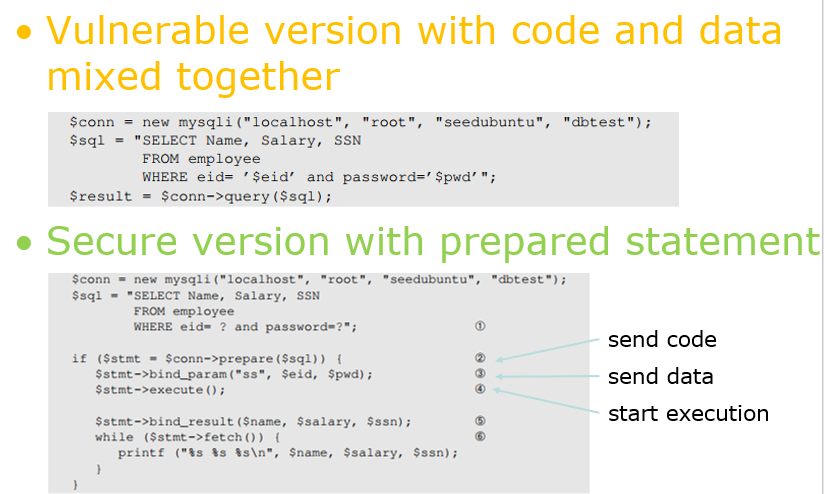 • Vulnerable version with code and data
mixed together
$conn = new mysqli("localhost", "root", "seedubuntu", "dbtest");
$sql = "SELECT Name, Salary, SSN
FROM employee
WHERE eid= ’$eid’ and password=’$pwd’";
$result = $conn->query($sql);
• Secure version with prepared statement
$conn = new mysqli("localhost", "root", "seedubuntu", "dbtest");
$sql = "SELECT Name, Salary, SSN
FROM employee
WHERE eid= ? and password=?"; ①
if ($stmt = $conn->prepare($sql)) { ②
$stmt->bind_param("ss", $eid, $pwd); ③
$stmt->execute(); ④
$stmt->bind_result($name, $salary, $ssn); ⑤
while ($stmt->fetch()) { ⑥
printf ("%s %s %s\n", $name, $salary, $ssn);
}
}
send code
send data
start execution